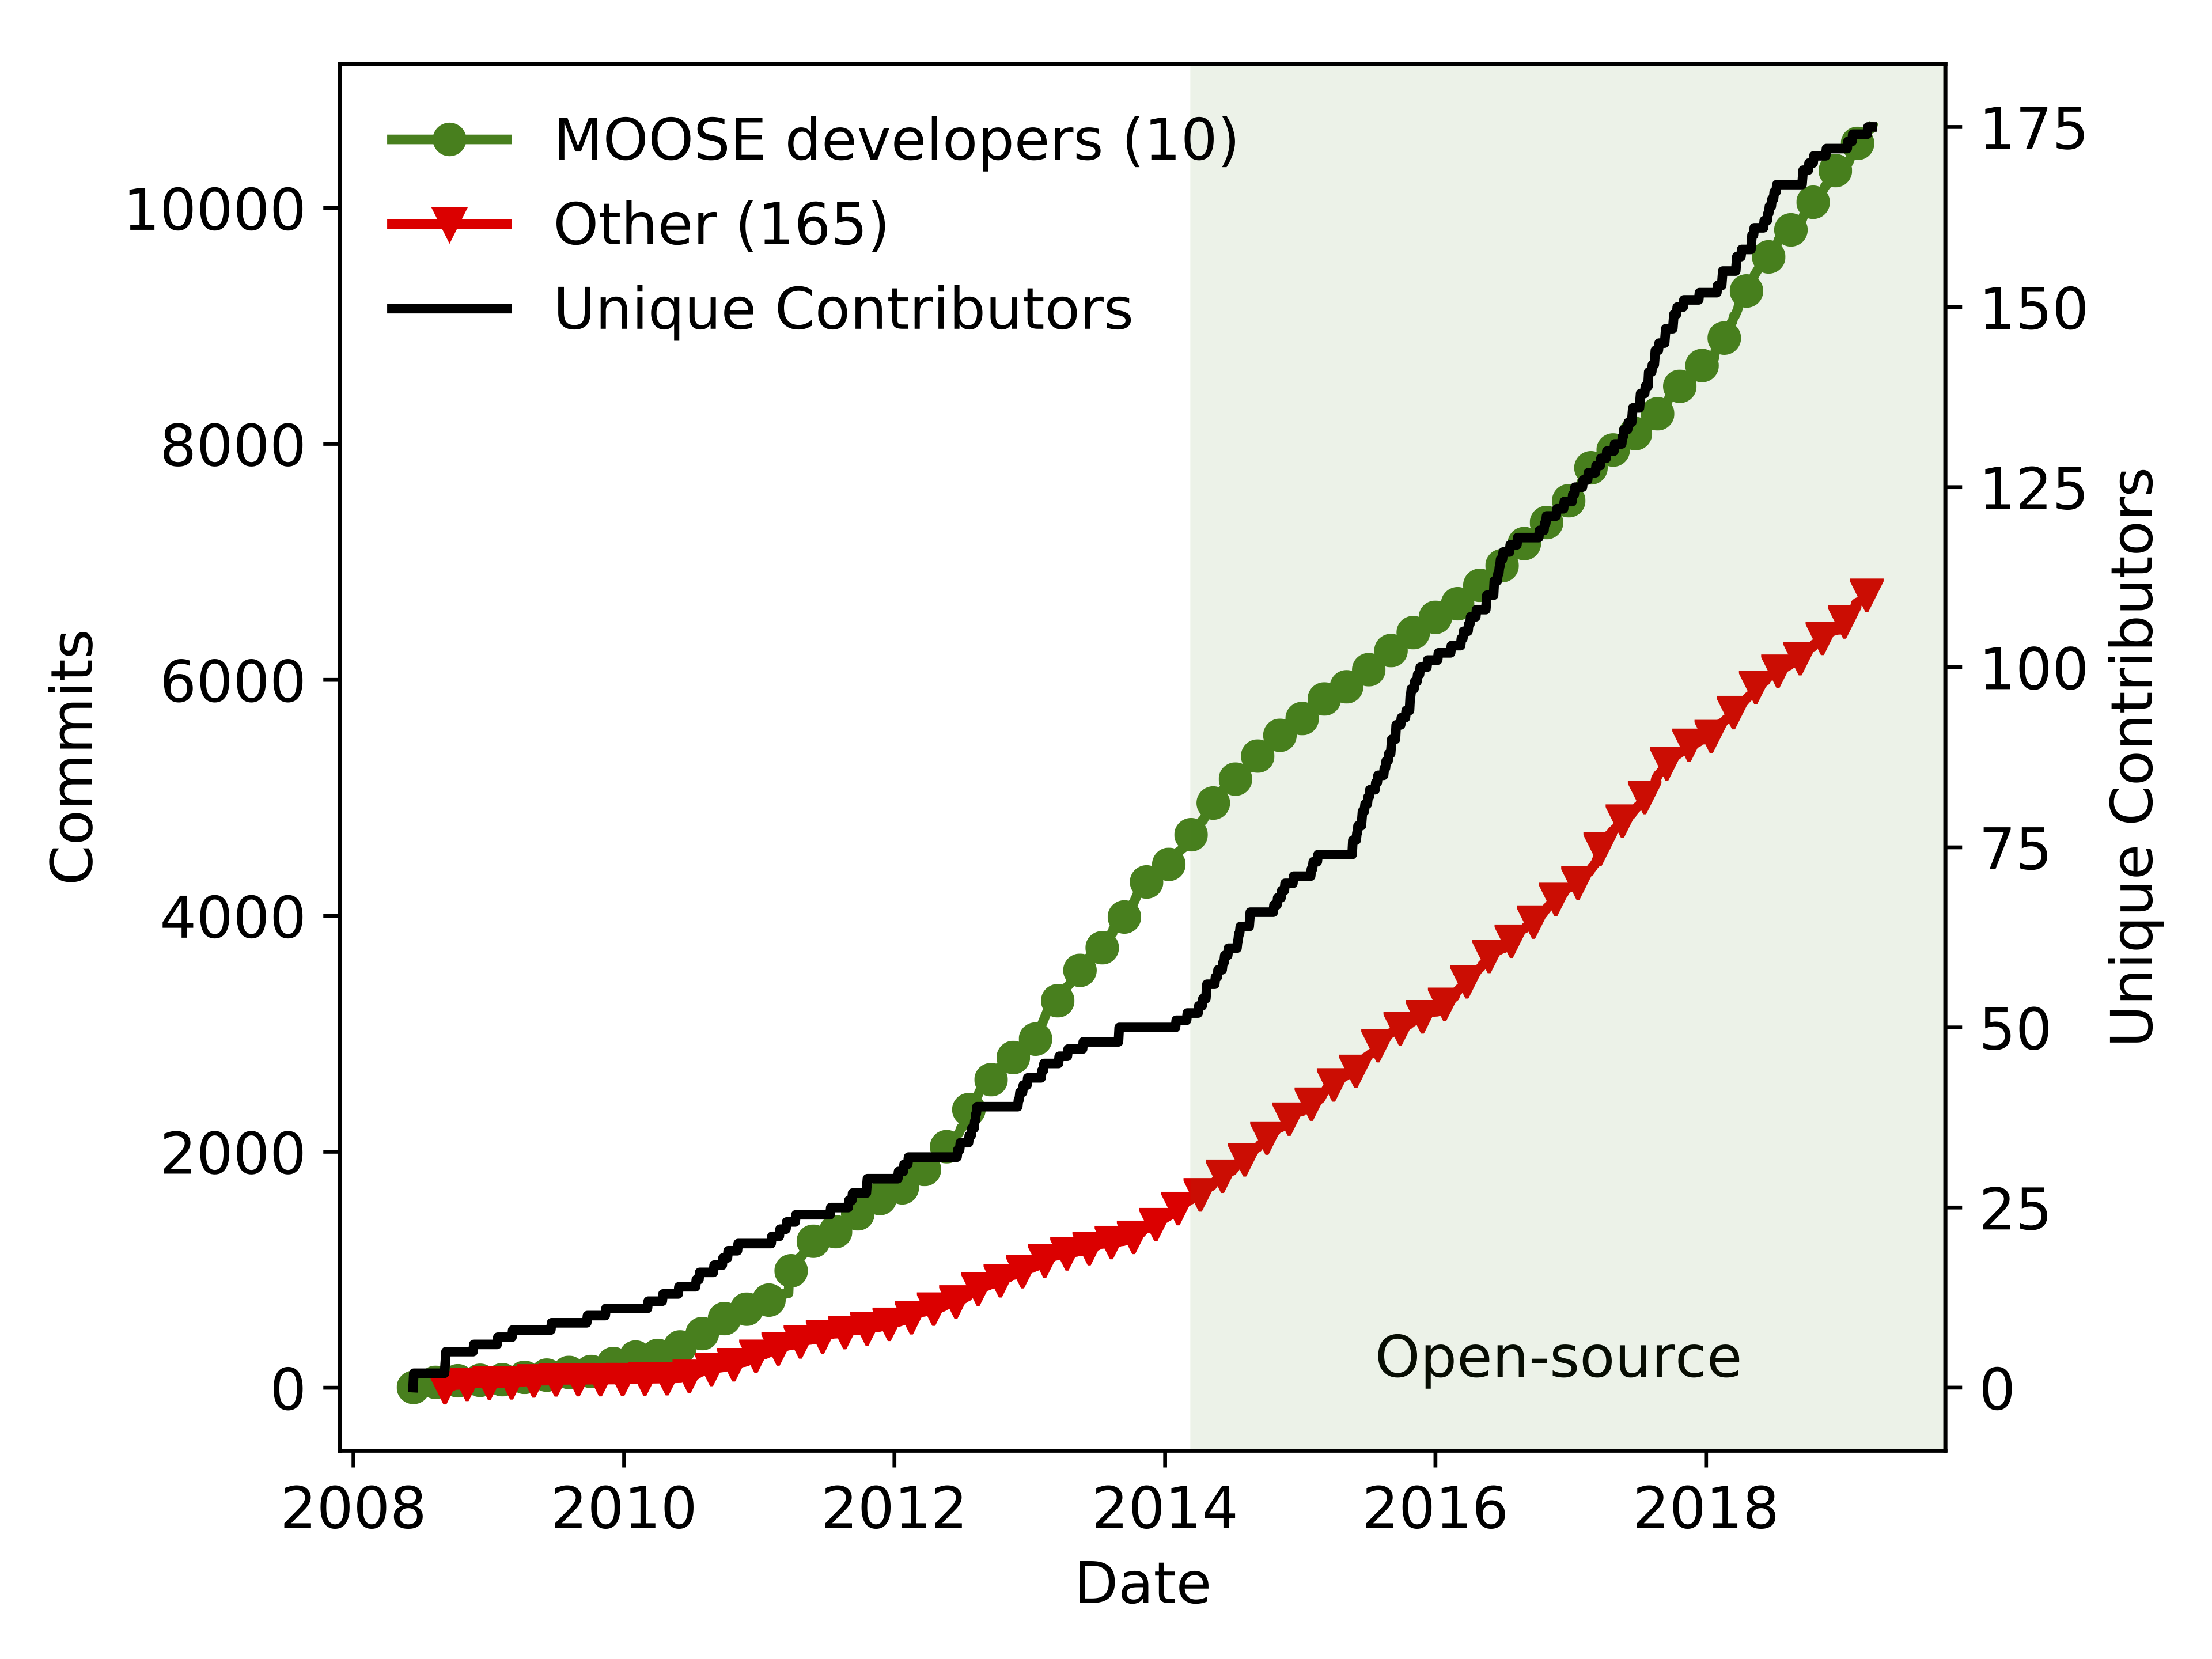 MOOSE developers (10)
Other (165)
Unique Contributors
10000
8000
6000
4000
2000
0
Commits
175
150
125
100
75
50
25
0
Unique Contributors
Open-source
2008 2010 2012 2014 2016 2018
Date